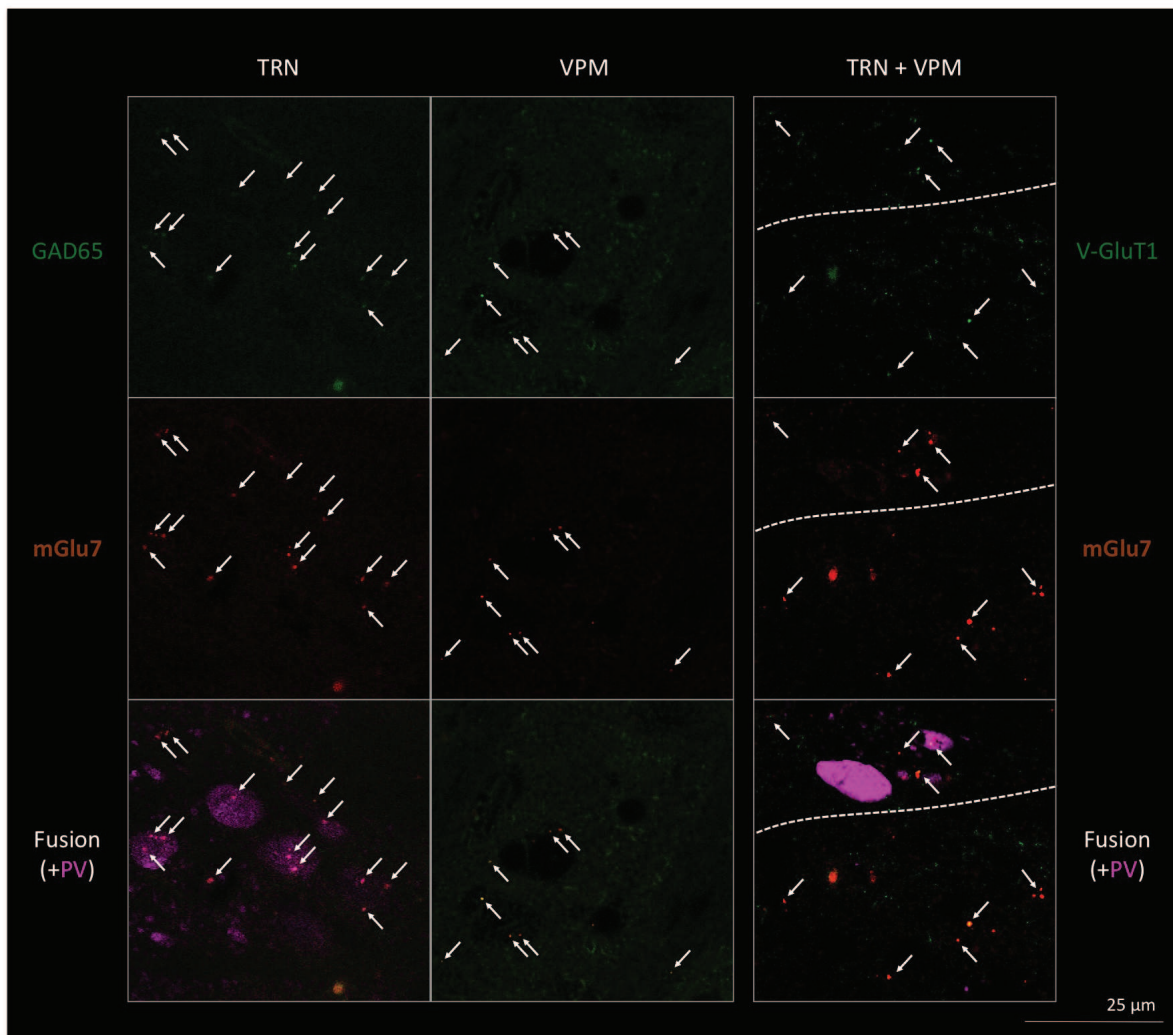 TRN VPM TRN + VPM
GAD65 V-GluT1
mGlu7 mGlu7
Fusion Fusion
(+PV) (+PV)
25 µm